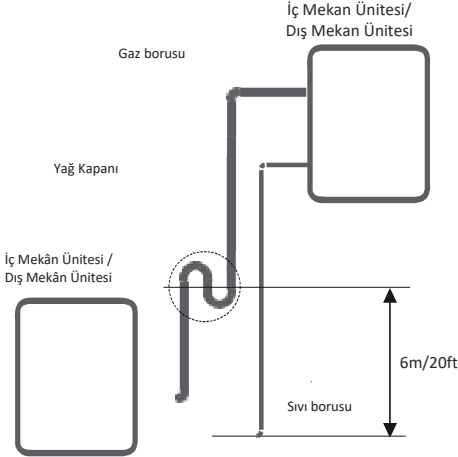 İç Mekan Ünitesi/
Dış Mekan Ünitesi
Gaz borusu
Yağ Kapanı
İç Mekân Ünitesi /
Dış Mekân Ünitesi
6m/20ft
Sıvı borusu